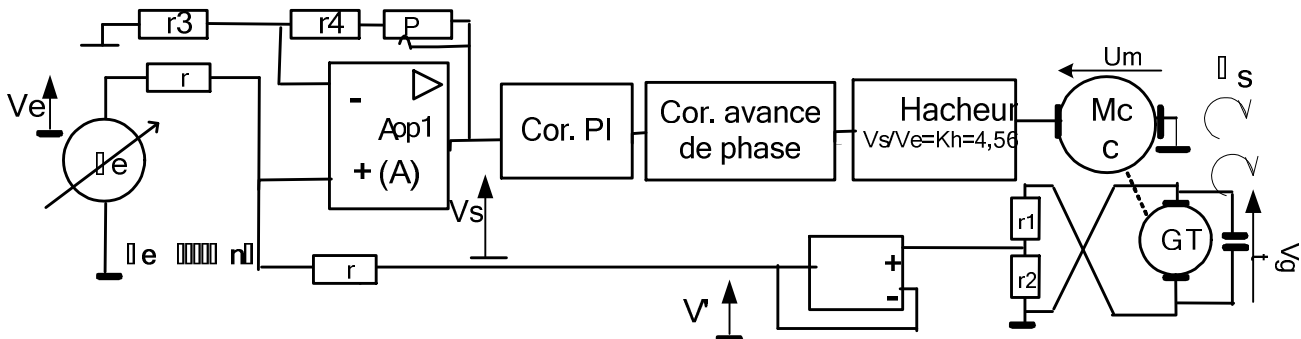 r3
r4
P
r
Ve
e
-
Aop1
+ (A)
Vs
Cor. PI
Cor. avance
de phase
Hacheur
Vs/Ve=Kh=4,56
Um
Mc
c
s
e n
r
V'
+
-
r1
r2
GT
Vg
t